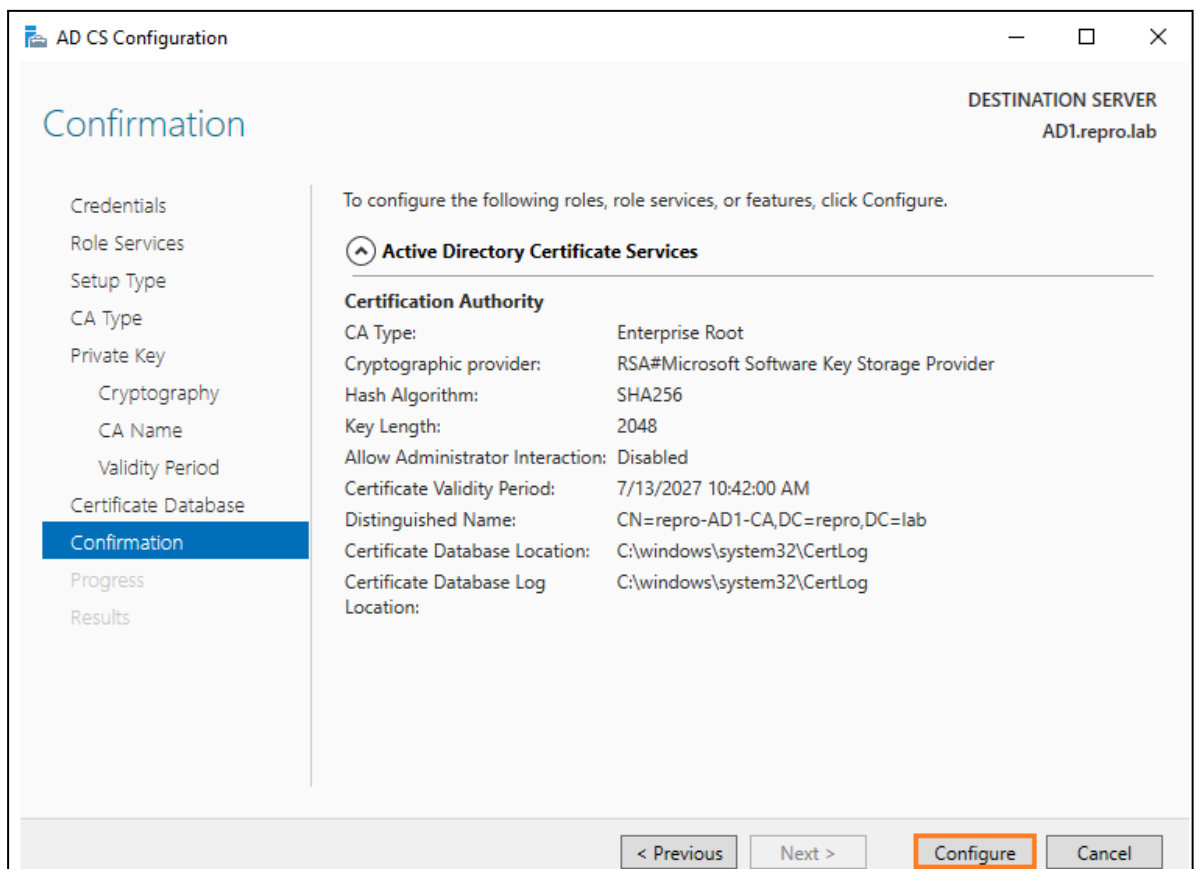 AD CS Configuration
DESTINATION SERVER
AD1.repro.lab
Confirmation
Credentials
Role Services
Setup Type
CA Type
Private Key
Cryptography
CA Name
Validity Period
Certificate Database
Confirmation
Progress
Results
To configure the following roles, role services, or features, click Configure.
Active Directory Certificate Services
Certification Authority
CA Type: Enterprise Root
Cryptographic provider: RSA#Microsoft Software Key Storage Provider
Hash Algorithm: SHA256
Key Length: 2048
Allow Administrator Interaction: Disabled
Certificate Validity Period: 7/13/2027 10:42:00 AM
Distinguished Name: CN=repro-AD1-CA,DC=repro,DC=lab
Certificate Database Location: C:\windows\system32\CertLog
Certificate Database Log C:\windows\system32\CertLog
Location:
< Previous Next > Configure Cancel